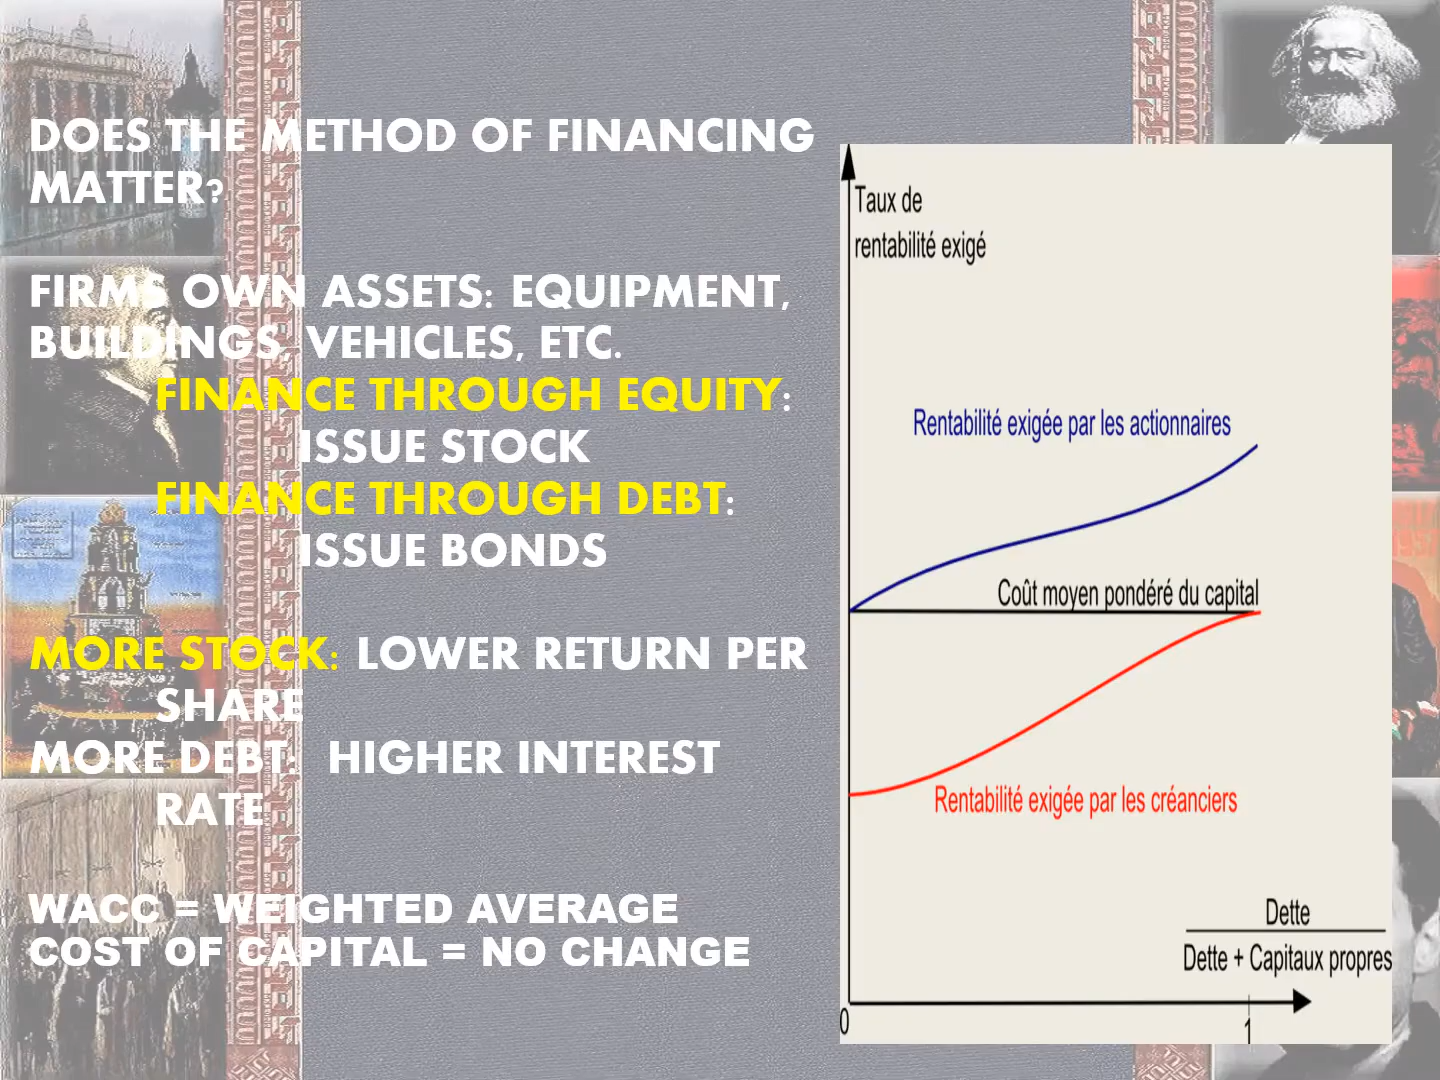 DOES THE METHOD OF FINANCING
MATTER?
FIRMS OWN ASSETS: EQUIPMENT,
BUILDINGS, VEHICLES, ETC.
FINANCE THROUGH EQUITY:
ISSUE STOCK
FINANCE THROUGH DEBT:
ISSUE BONDS
MORE STOCK: LOWER RETURN PER
SHARE
MORE DEBT: HIGHER INTEREST
RATE
WACC = WEIGHTED AVERAGE
COST OF CAPITAL = NO CHANGE
Taux de
rentabilité exigé
Rentabilité exigée par les actionnaires
Coût moyen pondéré du capital
Rentabilité exigée par les créanciers
Dette
Dette + Capitaux propres
0
1